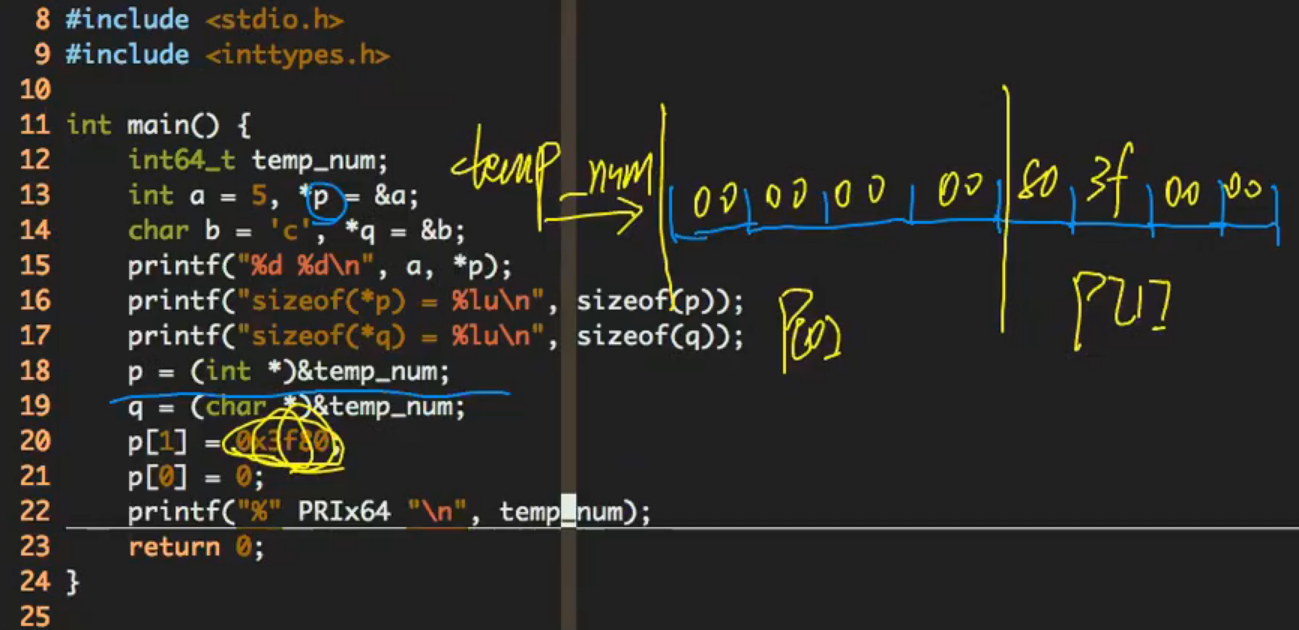 8 #include <stdio.h>
9 #include <inttypes.h>
10
11 int main() {
12     int64_t temp_num;
13     int a = 5, *p = &a;
14     char b = 'c', *q = &b;
15     printf("%d %d\n", a, *p);
16     printf("sizeof(*p) = %lu\n", sizeof(p));
17     printf("sizeof(*q) = %lu\n", sizeof(q));
18     p = (int *)&temp_num;
19     q = (char *)&temp_num;
20     p[1] = 0x3f80;
21     p[0] = 0;
22     printf("%" PRIx64 "\n", temp_num);
23     return 0;
24 }
25
temp_num
00 00 00 00 80 3f 00 00
p[0] p[1]